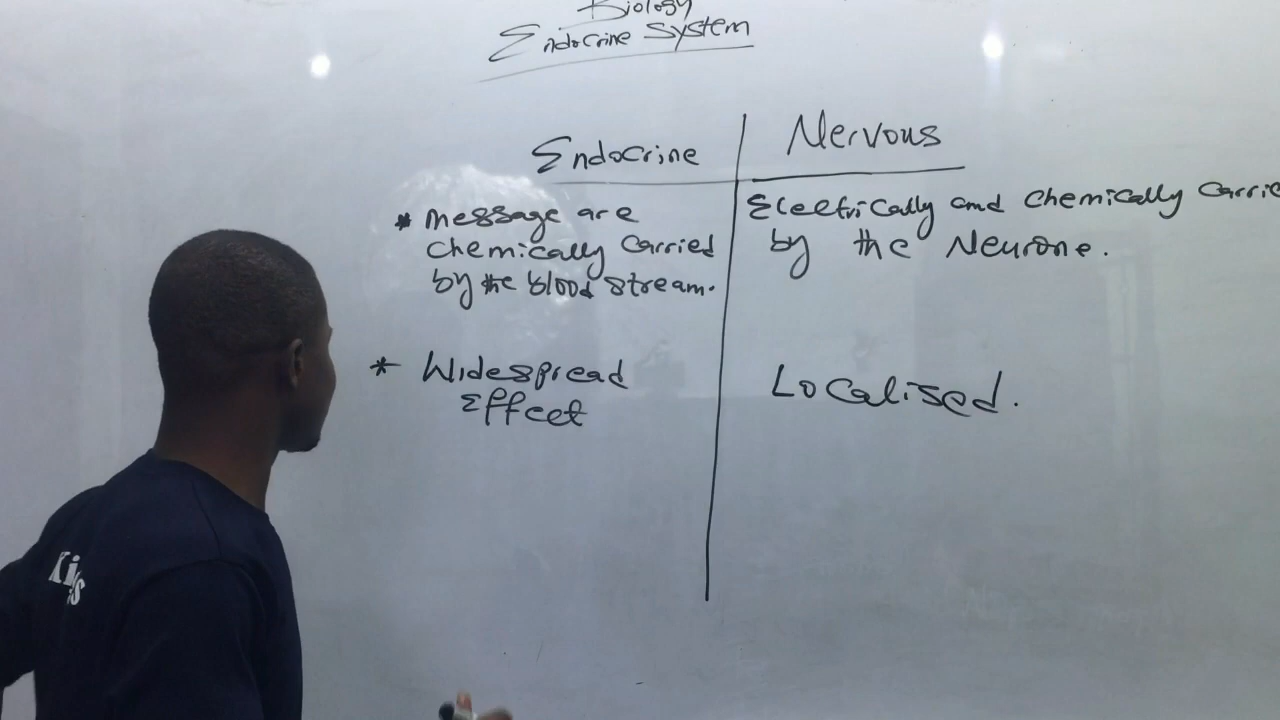 Biology
Endocrine System
Endocrine
Nervous
* message are
chemically Carried
by the blood stream.
Electrically and chemically Carrie
by the Neurone.
* Widespread
Effect
Localised.